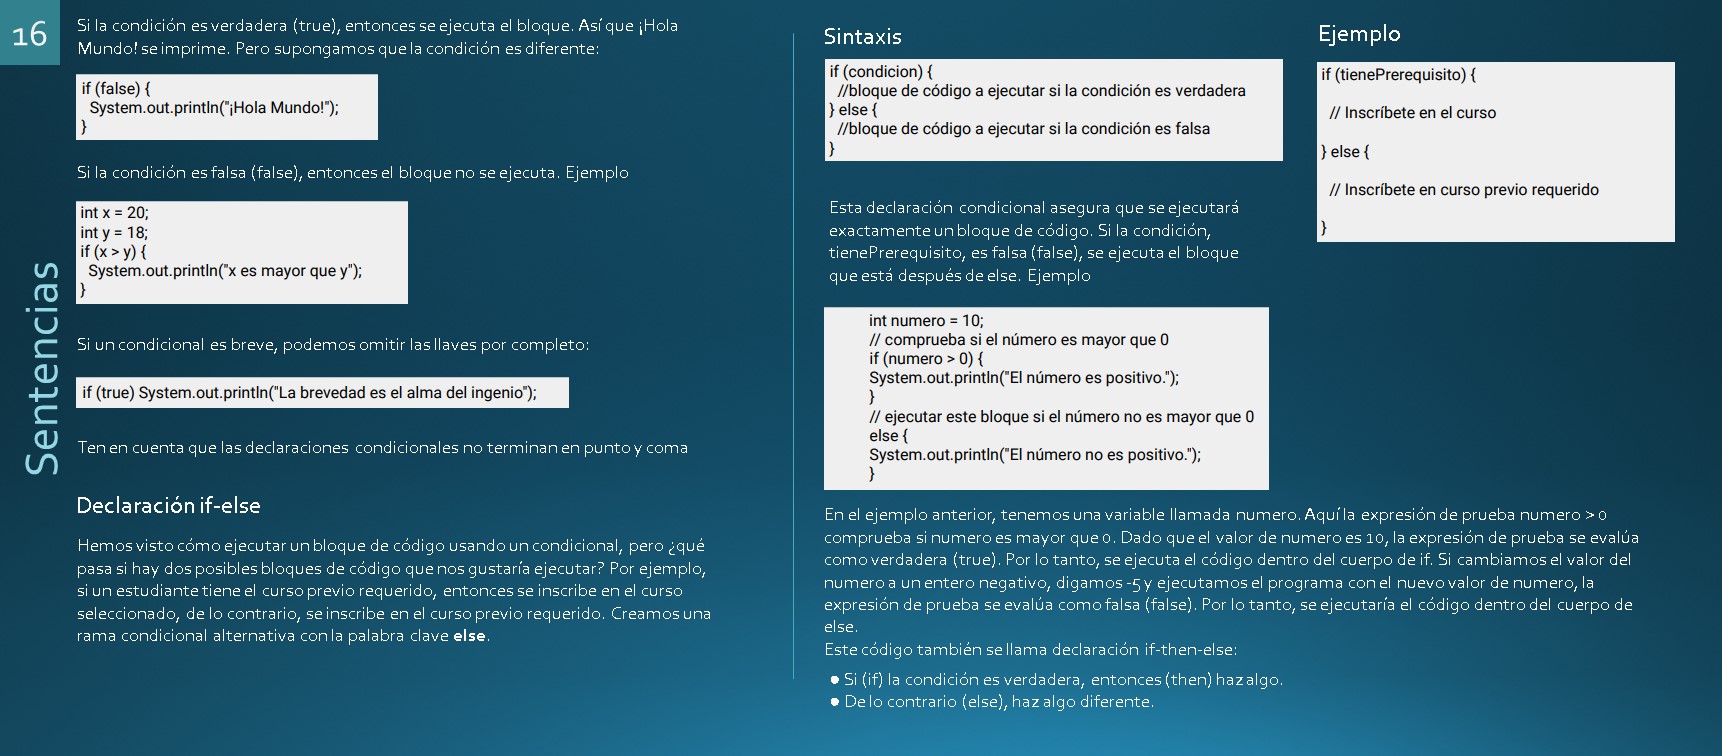 16
Sentencias
Si la condición es verdadera (true), entonces se ejecuta el bloque. Así que ¡Hola
Mundo! se imprime. Pero supongamos que la condición es diferente:
if (false) {
System.out.println("¡Hola Mundo!");
}
Si la condición es falsa (false), entonces el bloque no se ejecuta. Ejemplo
int x = 20;
int y = 18;
if (x > y) {
System.out.println("x es mayor que y");
}
Si un condicional es breve, podemos omitir las llaves por completo:
if (true) System.out.println("La brevedad es el alma del ingenio");
Ten en cuenta que las declaraciones condicionales no terminan en punto y coma
Declaración if-else
Hemos visto cómo ejecutar un bloque de código usando un condicional, pero ¿qué
pasa si hay dos posibles bloques de código que nos gustaría ejecutar? Por ejemplo,
si un estudiante tiene el curso previo requerido, entonces se inscribe en el curso
seleccionado, de lo contrario, se inscribe en el curso previo requerido. Creamos una
rama condicional alternativa con la palabra clave else.
Sintaxis
if (condicion) {
//bloque de código a ejecutar si la condición es verdadera
} else {
//bloque de código a ejecutar si la condición es falsa
}
Esta declaración condicional asegura que se ejecutará
exactamente un bloque de código. Si la condición,
tienePrerequisito, es falsa (false), se ejecuta el bloque
que está después de else. Ejemplo
Ejemplo
if (tienePrerequisito) {
// Inscríbete en el curso
} else {
// Inscríbete en curso previo requerido
}
int numero = 10;
// comprueba si el número es mayor que 0
if (numero > 0) {
System.out.println("El número es positivo.");
}
// ejecutar este bloque si el número no es mayor que 0
else {
System.out.println("El número no es positivo.");
}
En el ejemplo anterior, tenemos una variable llamada numero. Aquí la expresión de prueba numero > 0
comprueba si numero es mayor que 0. Dado que el valor de numero es 10, la expresión de prueba se evalúa
como verdadera (true). Por lo tanto, se ejecuta el código dentro del cuerpo de if. Si cambiamos el valor del
numero a un entero negativo, digamos -5 y ejecutamos el programa con el nuevo valor de numero, la
expresión de prueba se evalúa como falsa (false). Por lo tanto, se ejecutaría el código dentro del cuerpo de
else.
Este código también se llama declaración if-then-else:
● Si (if) la condición es verdadera, entonces (then) haz algo.
● De lo contrario (else), haz algo diferente.